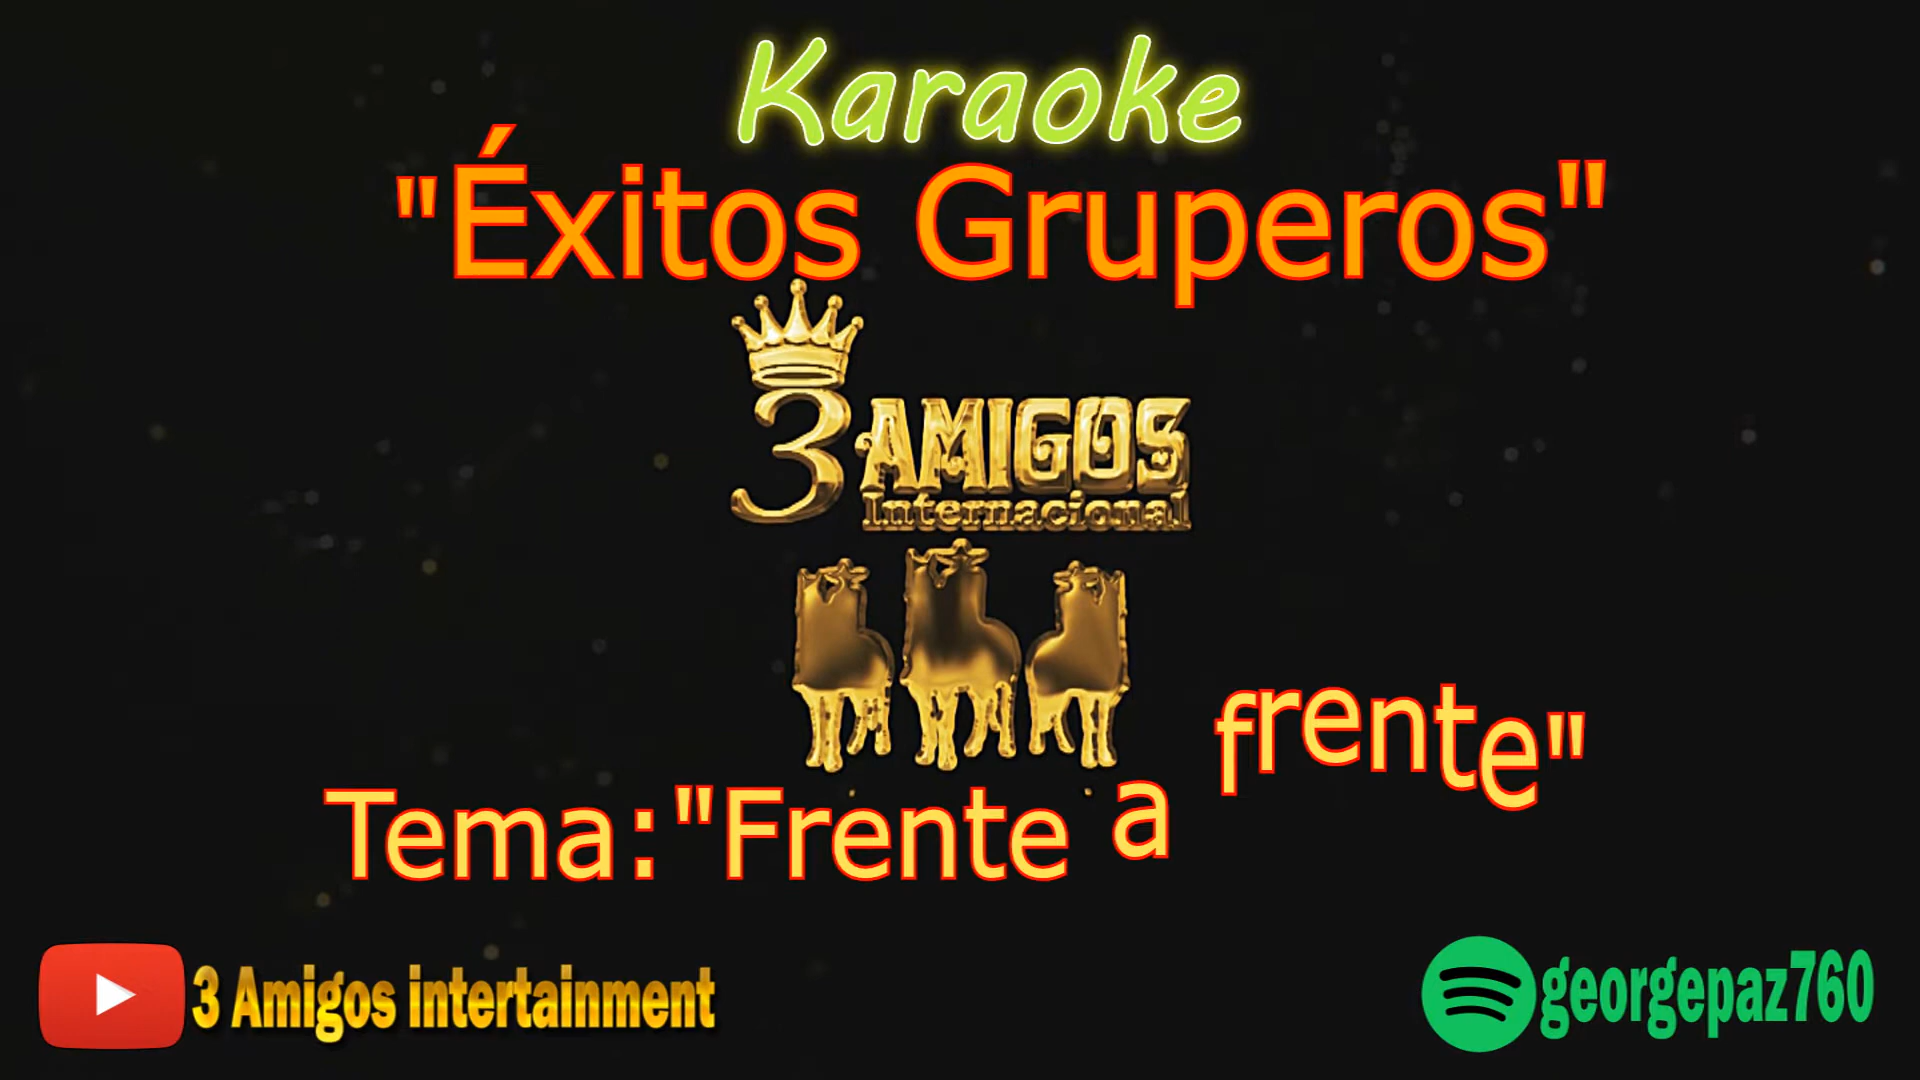 Karaoke
"Éxitos Gruperos"
3 AMIGOS
Internacional
Tema:"Frente a frente"
3 Amigos intertainment
georgepaz760